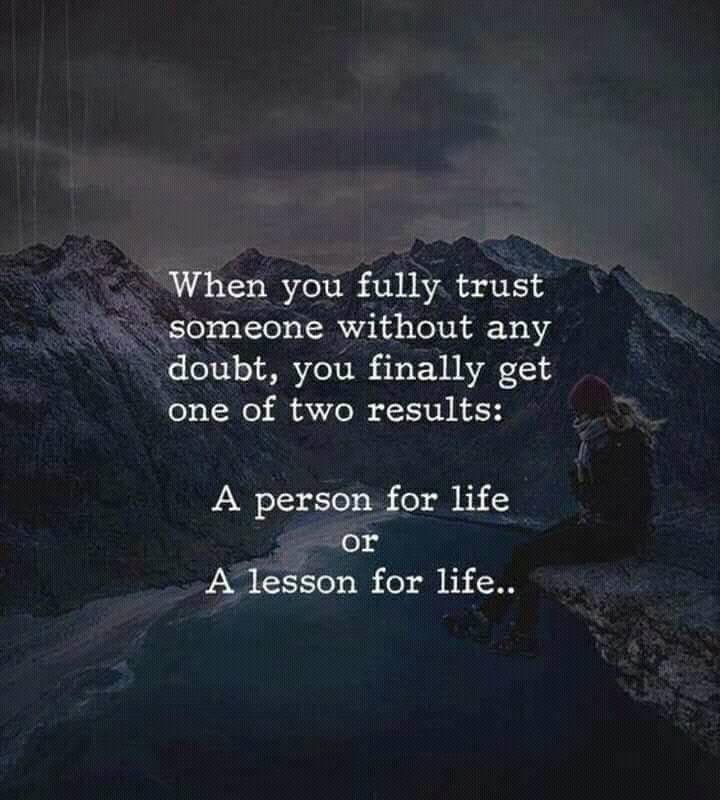 When you fully trust
someone without any
doubt, you finally get
one of two results:
A person for life
or
A lesson for life..